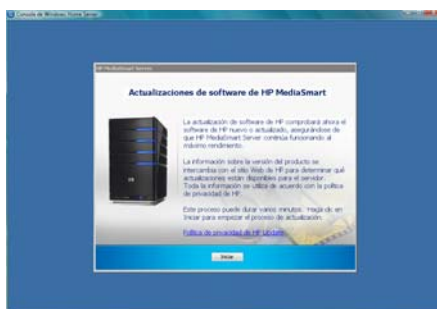 Consola de Windows Home Server
HP MediaSmart Server
Actualizaciones de software de HP MediaSmart
La actualización de software de HP comprobará ahora el
software de HP nuevo o actualizado, asegurándose de
que HP MediaSmart Server continúa funcionando al
máximo rendimiento.
La información sobre la versión del producto se
intercambia con el sitio Web de HP para determinar qué
actualizaciones están disponibles para el servidor.
Toda la información se utiliza de acuerdo con la política
de privacidad de HP.
Este proceso puede durar varios minutos. Haga clic en
Iniciar para empezar el proceso de actualización.
Política de privacidad de HP Update
Iniciar